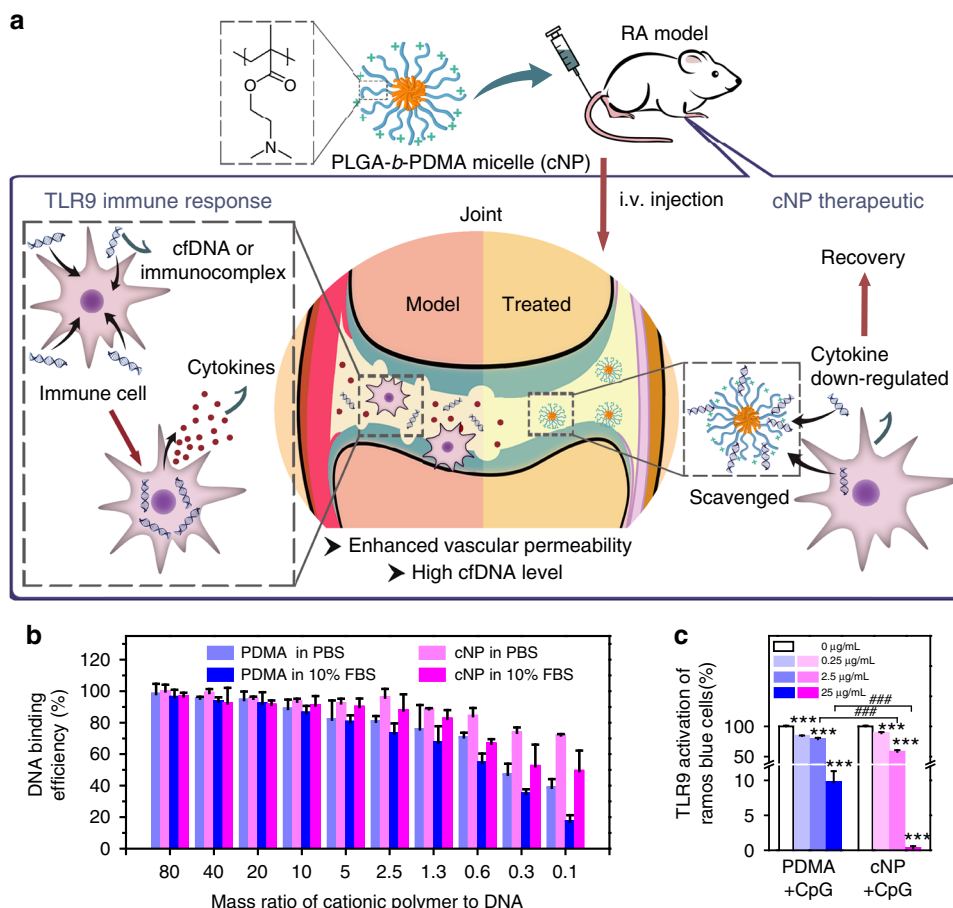 a
O
O
N
+
RA model
PLGA-b-PDMA micelle (cNP)
TLR9 immune response
i.v. injection
cNP therapeutic
Joint
cfDNA or
immunocomplex
Recovery
Model
Treated
Immune cell
Cytokines
Cytokine
down-regulated
Scavenged
➤ Enhanced vascular permeability
➤ High cfDNA level
b
120
100
80
60
40
20
0
DNA binding
efficiency (%)
PDMA in PBS
cNP in PBS
PDMA in 10% FBS
cNP in 10% FBS
80 40 20 10 5 2.5 1.3 0.6 0.3 0.1
Mass ratio of cationic polymer to DNA
c
TLR9 activation of
ramos blue cells(%)
0 μg/mL
0.25 μg/mL
2.5 μg/mL
25 μg/mL
###
###
***
***
***
***
***
***
100
50
10
5
0
PDMA
+CpG
cNP
+CpG